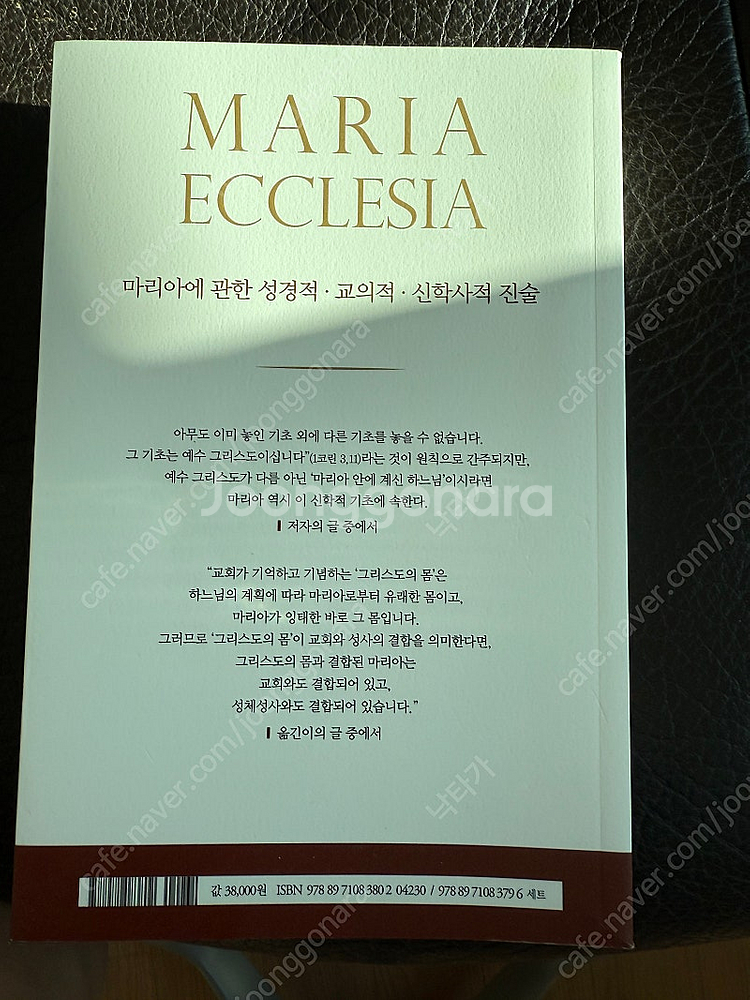 MARIA
ECCLESIA
마리아에 관한 성경적 · 교의적 · 신학사적 진술
아무도 이미 놓인 기초 외에 다른 기초를 놓을 수 없습니다.
그 기초는 예수 그리스도이십니다”(1코린 3,11)라는 것이 원칙으로 간주되지만,
예수 그리스도가 다름 아닌 ‘마리아 안에 계신 하느님’이시라면
마리아 역시 이 신학적 기초에 속한다.
저자의 글 중에서
“교회가 기억하고 기념하는 ‘그리스도의 몸’은
하느님의 계획에 따라 마리아로부터 유래한 몸이고,
마리아가 잉태한 바로 그 몸입니다.
그러므로 ‘그리스도의 몸’이 교회와 성사의 결합을 의미한다면,
그리스도의 몸과 결합된 마리아는
교회와도 결합되어 있고,
성체성사와도 결합되어 있습니다.”
옮긴이의 글 중에서
값 38,000원 ISBN 978 89 7108 380 2 04230 / 978 89 7108 379 6 세트
Joonggonara
cafe.naver.com/joonggonara
낙타가